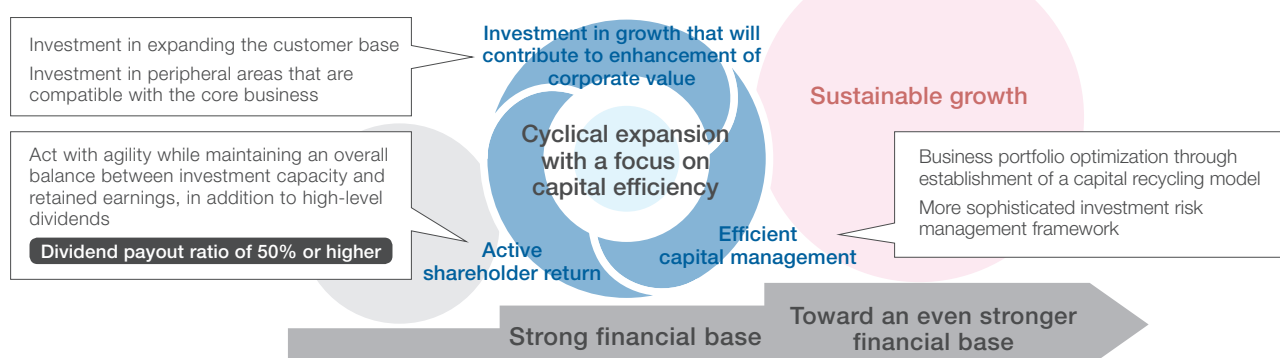 Investment in expanding the customer base
Investment in peripheral areas that are
compatible with the core business
Act with agility while maintaining an overall
balance between investment capacity and
retained earnings, in addition to high-level
dividends
Dividend payout ratio of 50% or higher
Investment in growth that will
contribute to enhancement of
corporate value
Cyclical expansion
with a focus on
capital efficiency
Active
shareholder return
Efficient
capital management
Sustainable growth
Business portfolio optimization through
establishment of a capital recycling model
More sophisticated investment risk
management framework
Strong financial base
Toward an even stronger
financial base